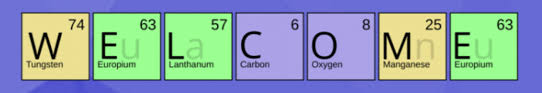 74 63 57 6 8 25 63
W Eu La C O Mn Eu
Tungsten Europium Lanthanum Carbon Oxygen Manganese Europium